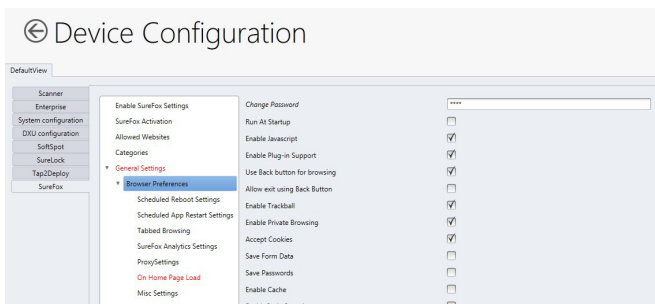 Device Configuration
DefaultView
Scanner
Enterprise
System configuration
DXU configuration
SoftSpot
SureLock
Tap2Deploy
SureFox
Enable SureFox Settings
SureFox Activation
Allowed Websites
Categories
General Settings
Browser Preferences
Scheduled Reboot Settings
Scheduled App Restart Settings
Tabbed Browsing
SureFox Analytics Settings
ProxySettings
On Home Page Load
Misc Settings
Change Password ****
Run At Startup
Enable Javascript
Enable Plug-in Support
Use Back button for browsing
Allow exit using Back Button
Enable Trackball
Enable Private Browsing
Accept Cookies
Save Form Data
Save Passwords
Enable Cache